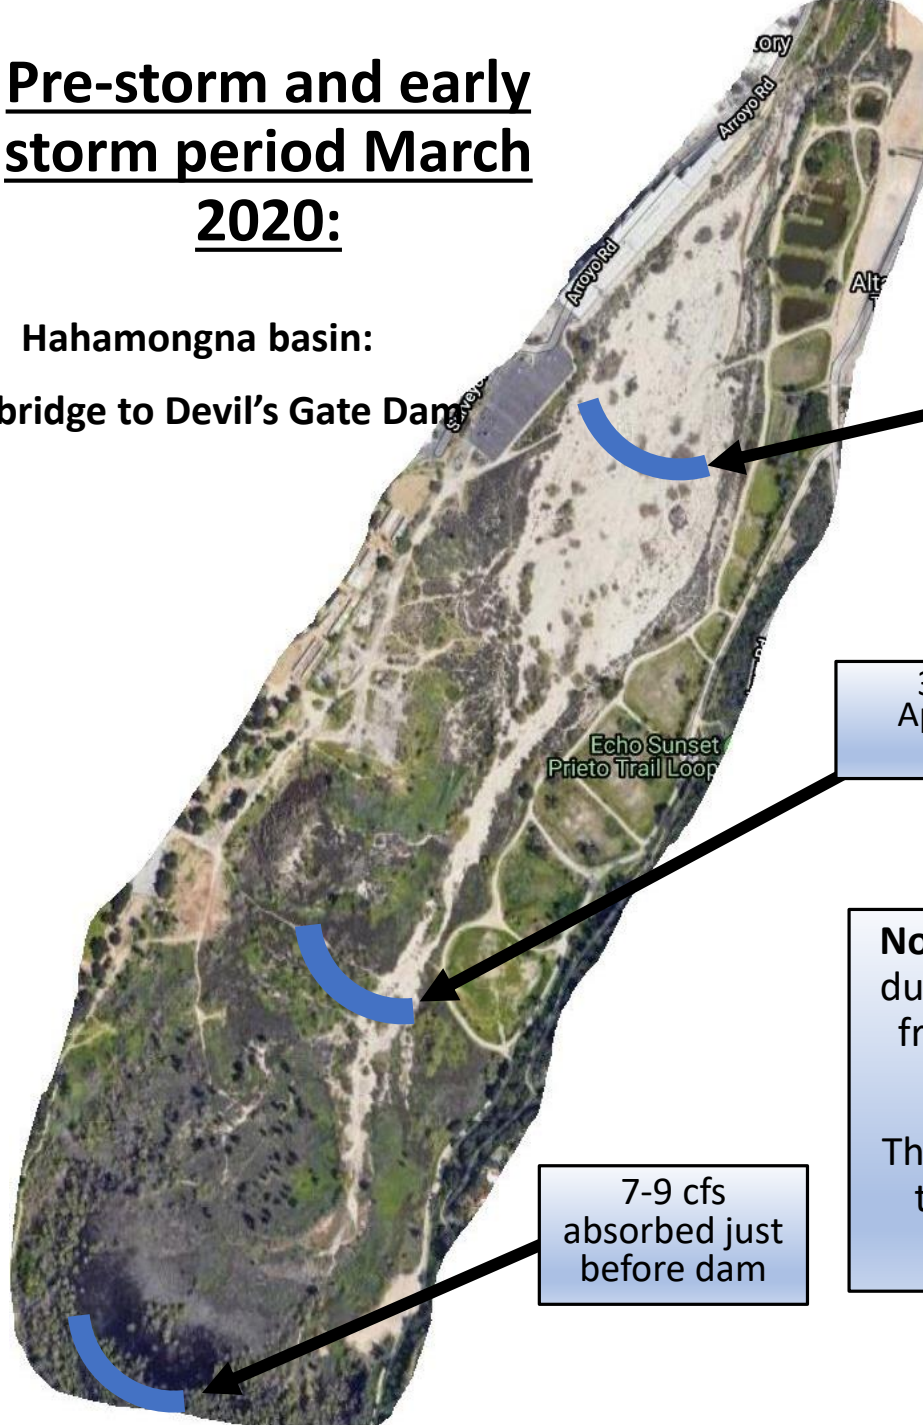 Pre-storm and early
storm period March
2020:
Hahamongna basin:
bridge to Devil's Gate Dam
Arroyo Rd
Arroyo Rd
Echo Sunset
Prieto Trail Loop
7-9 cfs
absorbed just
before dam